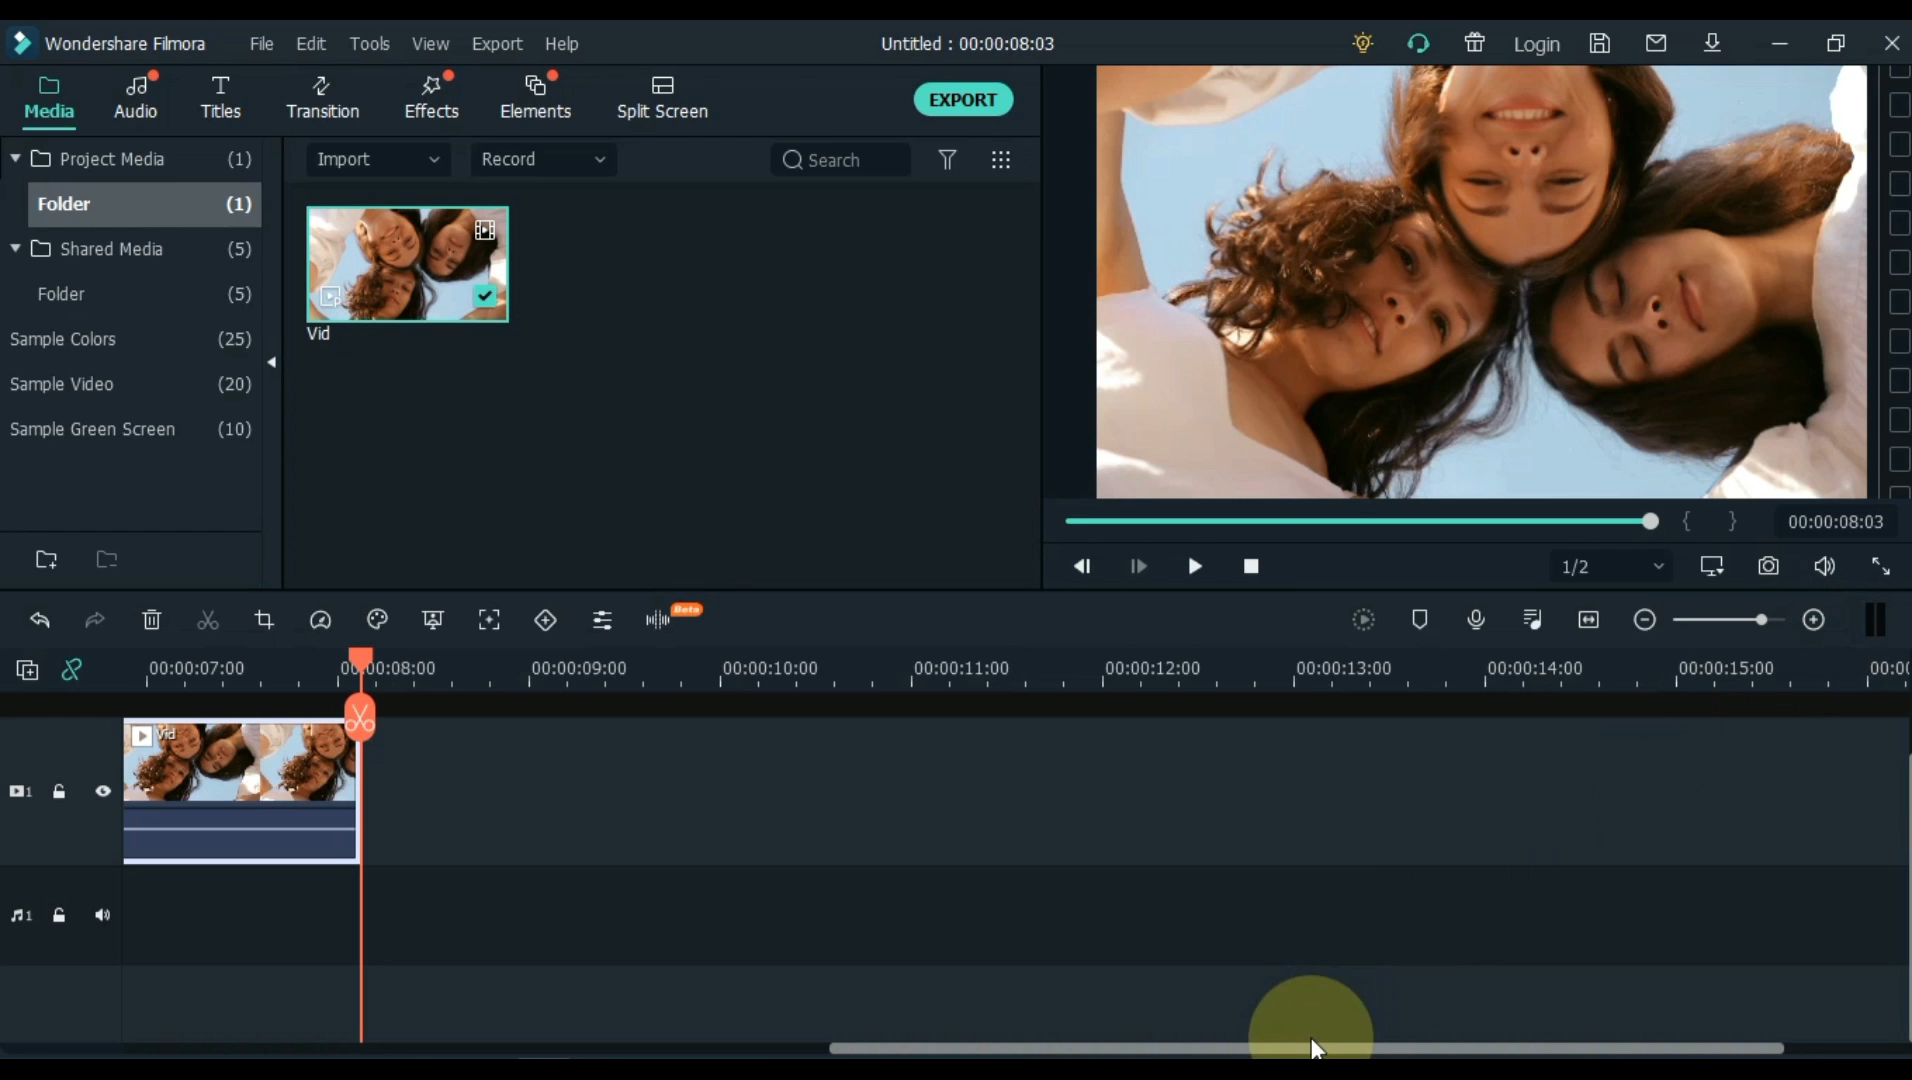 Wondershare Filmora File Edit Tools View Export Help Untitled : 00:00:08:03 Login
Media Audio Titles Transition Effects Elements Split Screen EXPORT
Project Media (1) Import Record Search
Folder (1)
Shared Media (5)
Folder (5)
Vid
Sample Colors (25)
Sample Video (20)
Sample Green Screen (10)
00:00:08:03
1/2
Beta
00:00:07:00 00:00:08:00 00:00:09:00 00:00:10:00 00:00:11:00 00:00:12:00 00:00:13:00 00:00:14:00 00:00:15:00
Vid
1
1